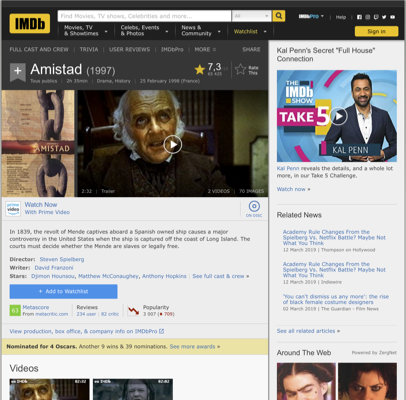 IMDb
Find Movies, TV shows, Celebrities and more...
All
Movies, TV & Showtimes
Celebs, Events & Photos
News & Community
Watchlist
IMDbPro
Help
Sign in
FULL CAST AND CREW | TRIVIA | USER REVIEWS | IMDbPro | MORE
SHARE
Amistad (1997)
7,3
Rate This
2h 35min | Drama, History | 25 February 1998 (France)
AMISTAD
2:32 | Trailer
2 VIDEOS | 70 IMAGES
prime video
Watch Now
With Prime Video
ON DISC
In 1839, the revolt of Mende captives aboard a Spanish owned ship causes a major
controversy in the United States when the ship is captured off the coast of Long Island. The
courts must decide whether the Mende are slaves or legally free.
Director: Steven Spielberg
Writer: David Franzoni
Stars: Djimon Hounsou, Matthew McConaughey, Anthony Hopkins | See full cast & crew »
+ Add to Watchlist
63
Metascore
From metacritic.com
Reviews
234 user | 82 critic
Popularity
3 007 (709)
View production, box office, & company info on IMDbPro
Nominated for 4 Oscars. Another 9 wins & 39 nominations. See more awards »
Videos
02:32
Kal Penn's Secret "Full House"
Connection
THE IMDb SHOW
TAKE 5
KAL PENN
Kal Penn reveals the details, and a whole
lot more, in our Take 5 Challenge.
Watch now »
Related News
Academy Rule Changes From the
Spielberg Vs. Netflix Battle? Maybe Not
What You Think
12 March 2019 | Thompson on Hollywood
Academy Rule Changes From the
Spielberg Vs. Netflix Battle? Maybe Not
What You Think
12 March 2019 | Indiewire
'You can't dismiss us any more': the rise
of black female costume designers
02 March 2019 | The Guardian - Film News
See all related articles »
Around The Web
Powered by ZergNet